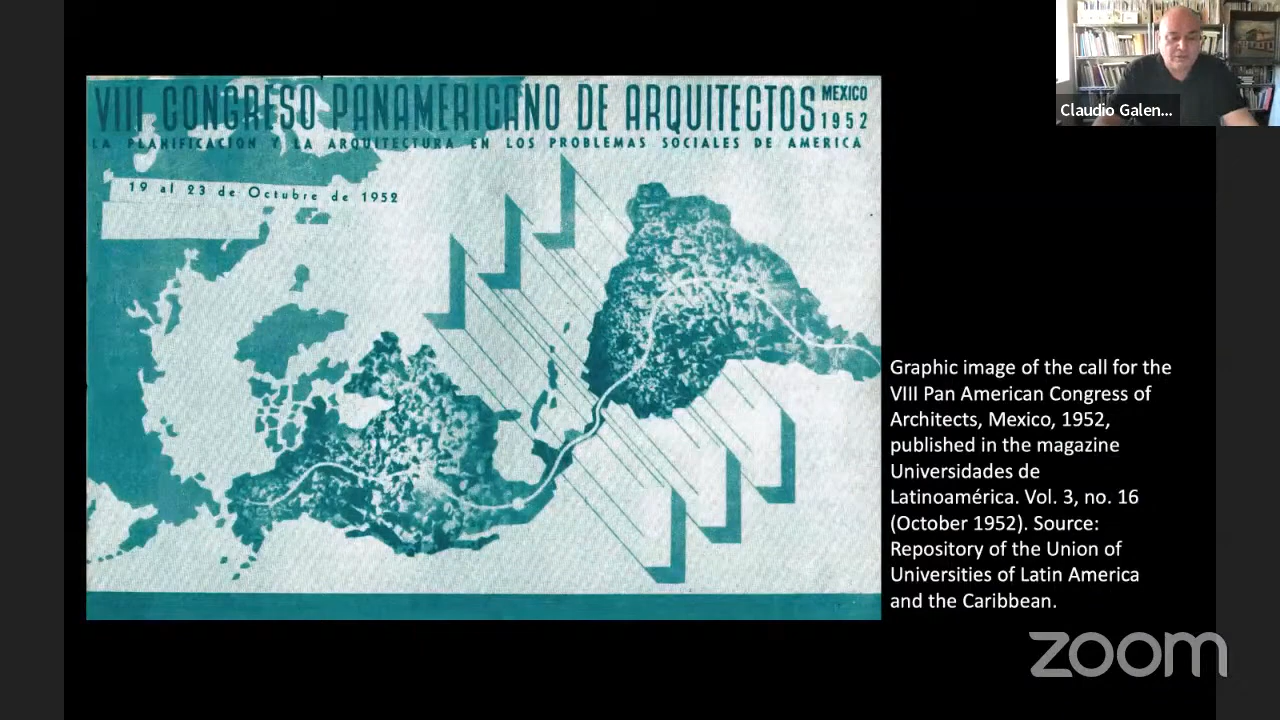 VIII CONGRESO PANAMERICANO DE ARQUITECTOS MEXICO 1952
LA PLANIFICACION Y LA ARQUITECTURA EN LOS PROBLEMAS SOCIALES DE AMERICA
19 al 23 de Octubre de 1952
Claudio Galen...
Graphic image of the call for the
VIII Pan American Congress of
Architects, Mexico, 1952,
published in the magazine
Universidades de
Latinoamérica. Vol. 3, no. 16
(October 1952). Source:
Repository of the Union of
Universities of Latin America
and the Caribbean.
zoom